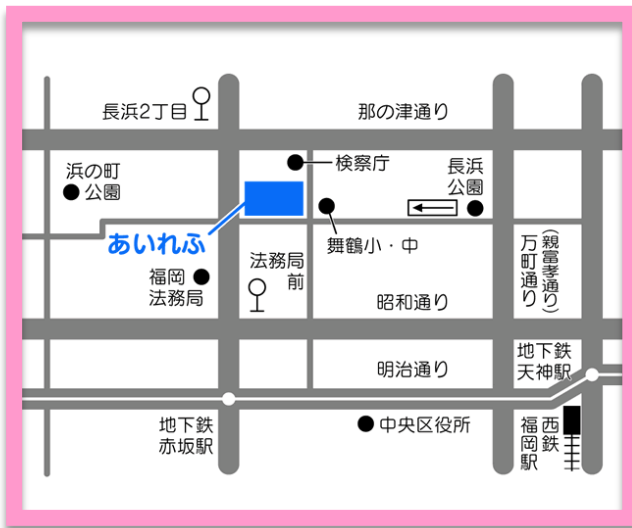 長浜2丁目
那の津通り
検察庁
浜の町
公園
長浜
公園
あいれふ
舞鶴小・中
法務局
前
福岡
法務局
昭和通り
万町通り
(親富孝通り)
明治通り
地下鉄
天神駅
地下鉄
赤坂駅
中央区役所
西鉄
福岡駅